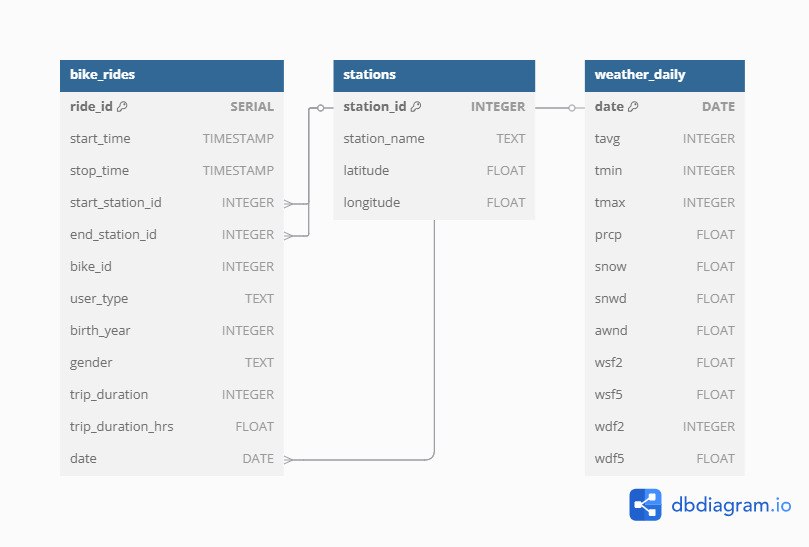 bike_rides
ride_id SERIAL
start_time TIMESTAMP
stop_time TIMESTAMP
start_station_id INTEGER
end_station_id INTEGER
bike_id INTEGER
user_type TEXT
birth_year INTEGER
gender TEXT
trip_duration INTEGER
trip_duration_hrs FLOAT
date DATE
stations
station_id INTEGER
station_name TEXT
latitude FLOAT
longitude FLOAT
weather_daily
date DATE
tavg INTEGER
tmin INTEGER
tmax INTEGER
prcp FLOAT
snow FLOAT
snwd FLOAT
awnd FLOAT
wsf2 FLOAT
wsf5 FLOAT
wdf2 INTEGER
wdf5 FLOAT
dbdiagram.io